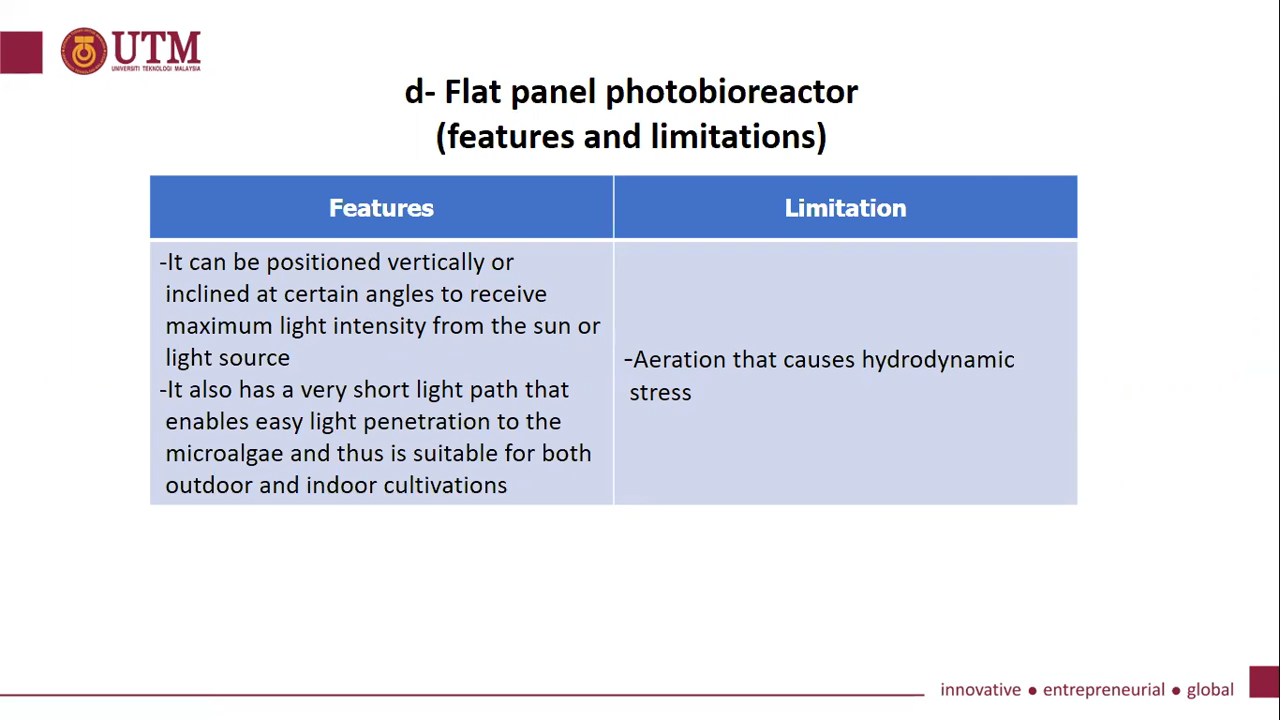 UTM
UNIVERSITI TEKNOLOGI MALAYSIA
d- Flat panel photobioreactor
(features and limitations)
Features
Limitation
-It can be positioned vertically or
inclined at certain angles to receive
maximum light intensity from the sun or
light source
-It also has a very short light path that
enables easy light penetration to the
microalgae and thus is suitable for both
outdoor and indoor cultivations
-Aeration that causes hydrodynamic
stress
innovative ● entrepreneurial ● global